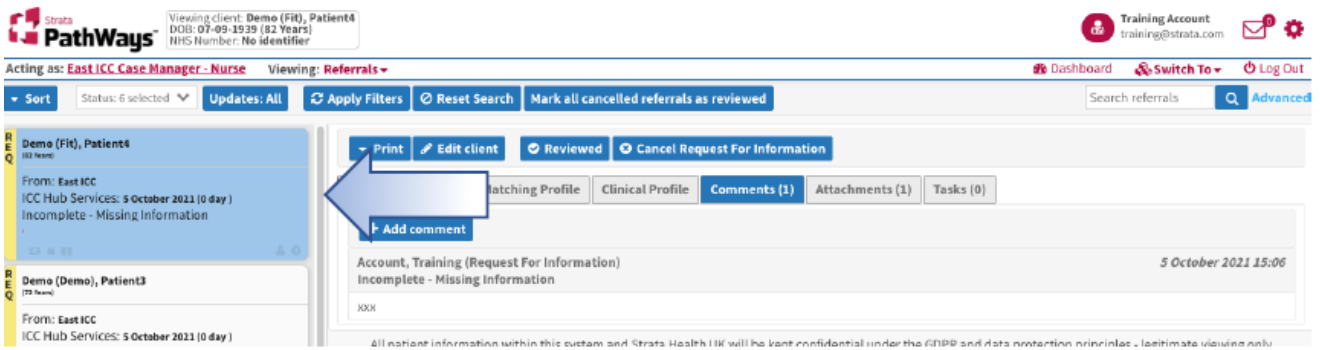 Strata
PathWays
Viewing client: Demo (Fit), Patient4
DOB: 07-09-1939 (82 Years)
NHS Number: No identifier
Training Account
training@strata.com
0
Acting as: East ICC Case Manager - Nurse Viewing: Referrals
Dashboard Switch To Log Out
Sort Status: 6 selected Updates: All Apply Filters Reset Search Mark all cancelled referrals as reviewed
Search referrals Advanced
REQ
Demo (Fit), Patient4
(82 Years)
From: East ICC
ICC Hub Services: 5 October 2021 (0 day )
Incomplete - Missing Information
REQ
Demo (Demo), Patient3
(73 Years)
From: East ICC
ICC Hub Services: 5 October 2021 (0 day )
Print Edit client Reviewed Cancel Request For Information
Matching Profile Clinical Profile Comments (1) Attachments (1) Tasks (0)
+ Add comment
Account, Training (Request For Information) 5 October 2021 15:06
Incomplete - Missing Information
xxx
All patient information within this system and Strata Health UK will be kept confidential under the GDPR and data protection principles - legitimate viewing only